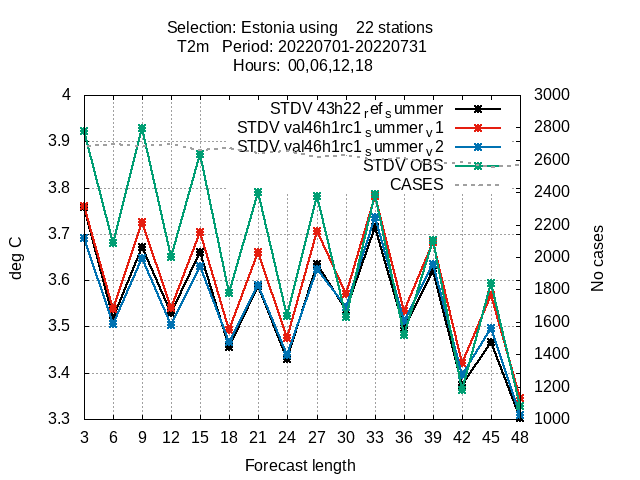 Selection: Estonia using    22 stations
T2m   Period: 20220701-20220731
Hours:  00,06,12,18
4
3.9
3.8
3.7
3.6
3.5
3.4
3.3
deg C
3000
2800
2600
2400
2200
2000
1800
1600
1400
1200
1000
No cases
STDV 43h22refsummer
STDV val46h1rc1summerv1
STDV val46h1rc1summerv2
STDV OBS
CASES
3 6 9 12 15 18 21 24 27 30 33 36 39 42 45 48
Forecast length